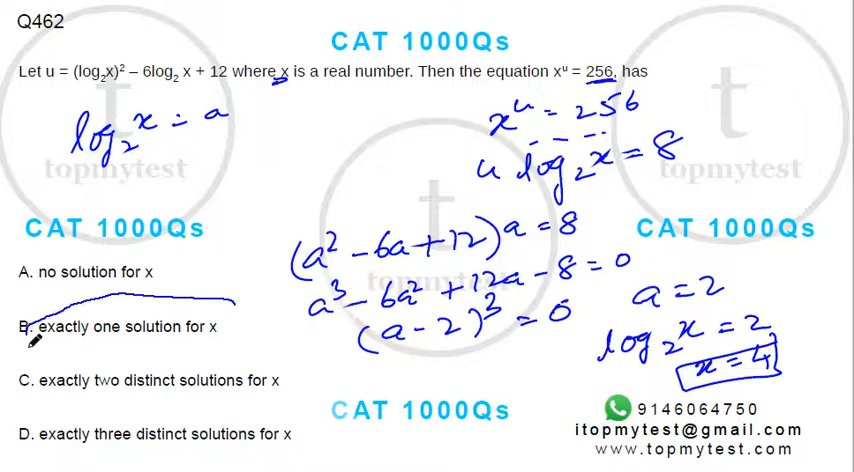 Q462
CAT 1000Qs
Let u = (log₂x)² – 6log₂ x + 12 where x is a real number. Then the equation xᵘ = 256, has
log₂x = a
xᵘ = 256
u log₂x = 8
t
topmytest
t
topmytest
t
topmytest
CAT 1000Qs
CAT 1000Qs
(a² – 6a + 12) a = 8
A. no solution for x
a³ – 6a² + 12a – 8 = 0
a = 2
(a – 2)³ = 0
B. exactly one solution for x
log₂x = 2
x = 4
C. exactly two distinct solutions for x
CAT 1000Qs
9146064750
itopmytest@gmail.com
D. exactly three distinct solutions for x
www.topmytest.com